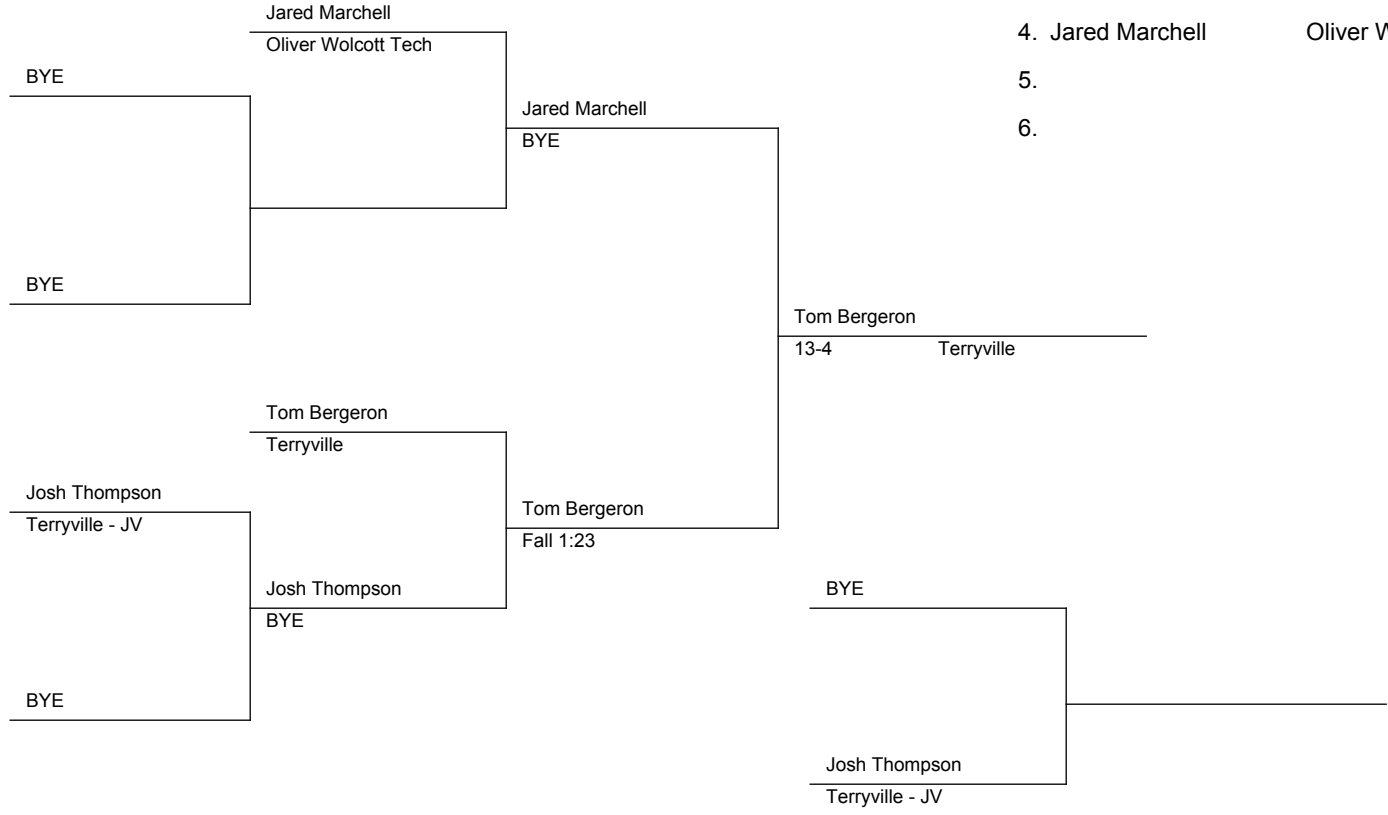 Jared Marchell
Oliver Wolcott Tech
4. Jared Marchell Oliver
BYE
5.
Jared Marchell
BYE
6.
BYE
Tom Bergeron
13-4 Terryville
Tom Bergeron
Terryville
Josh Thompson
Terryville - JV
Tom Bergeron
Fall 1:23
Josh Thompson
BYE
BYE
BYE
Josh Thompson
Terryville - JV